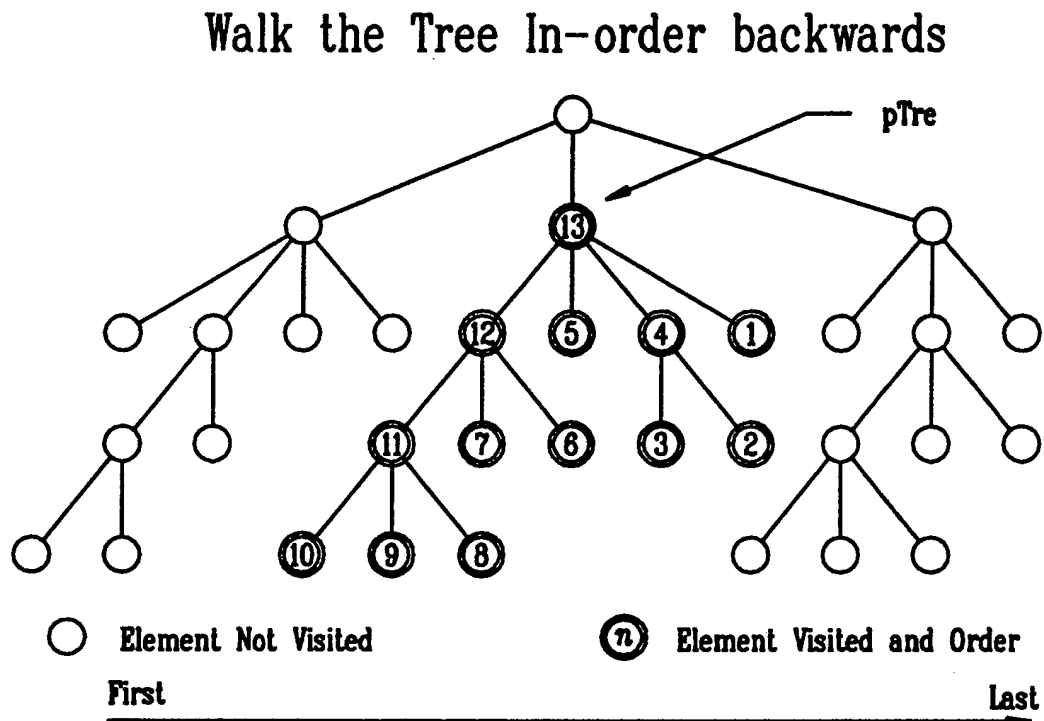 Walk the Tree In-order backwards
pTre
13
12 5 4 1
11 7 6 3 2
10 9 8
Element Not Visited
n Element Visited and Order
First Last